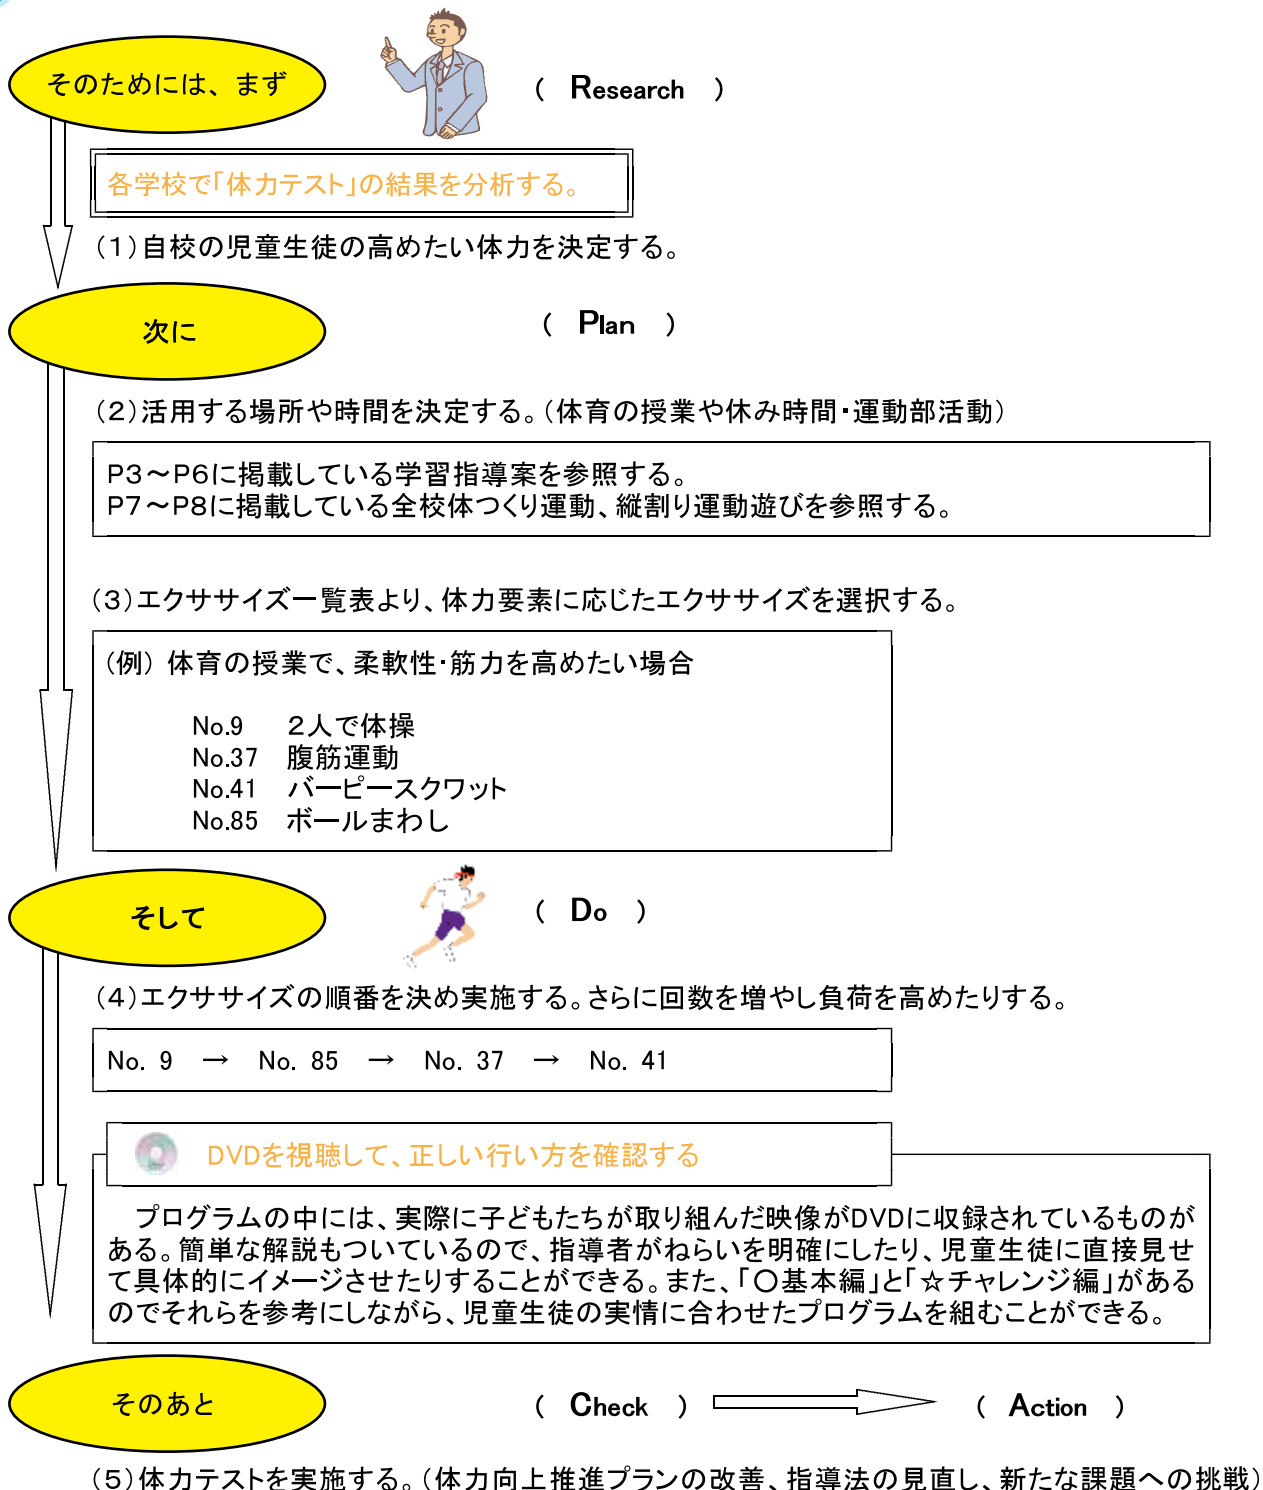 そのためには、まず
（ Research ）
各学校で「体力テスト」の結果を分析する。
（１）自校の児童生徒の高めたい体力を決定する。
次に
（ Plan ）
（２）活用する場所や時間を決定する。（体育の授業や休み時間・運動部活動）
P３～P６に掲載している学習指導案を参照する。
P７～P８に掲載している全校体つくり運動、縦割り運動遊びを参照する。
（３）エクササイズ一覧表より、体力要素に応じたエクササイズを選択する。
（例） 体育の授業で、柔軟性・筋力を高めたい場合
No.9 ２人で体操
No.37 腹筋運動
No.41 バーピースクワット
No.85 ボールまわし
そして
（ Do ）
（４）エクササイズの順番を決め実施する。さらに回数を増やし負荷を高めたりする。
No. 9 → No. 85 → No. 37 → No. 41
DVDを視聴して、正しい行い方を確認する
プログラムの中には、実際に子どもたちが取り組んだ映像がDVDに収録されているものが
ある。簡単な解説もついているので、指導者がねらいを明確にしたり、児童生徒に直接見せ
て具体的にイメージさせたりすることができる。また、「○基本編」と「☆チャレンジ編」がある
のでそれらを参考にしながら、児童生徒の実情に合わせたプログラムを組むことができる。
そのあと
（ Check ） （ Action ）
（５）体力テストを実施する。（体力向上推進プランの改善、指導法の見直し、新たな課題への挑戦）